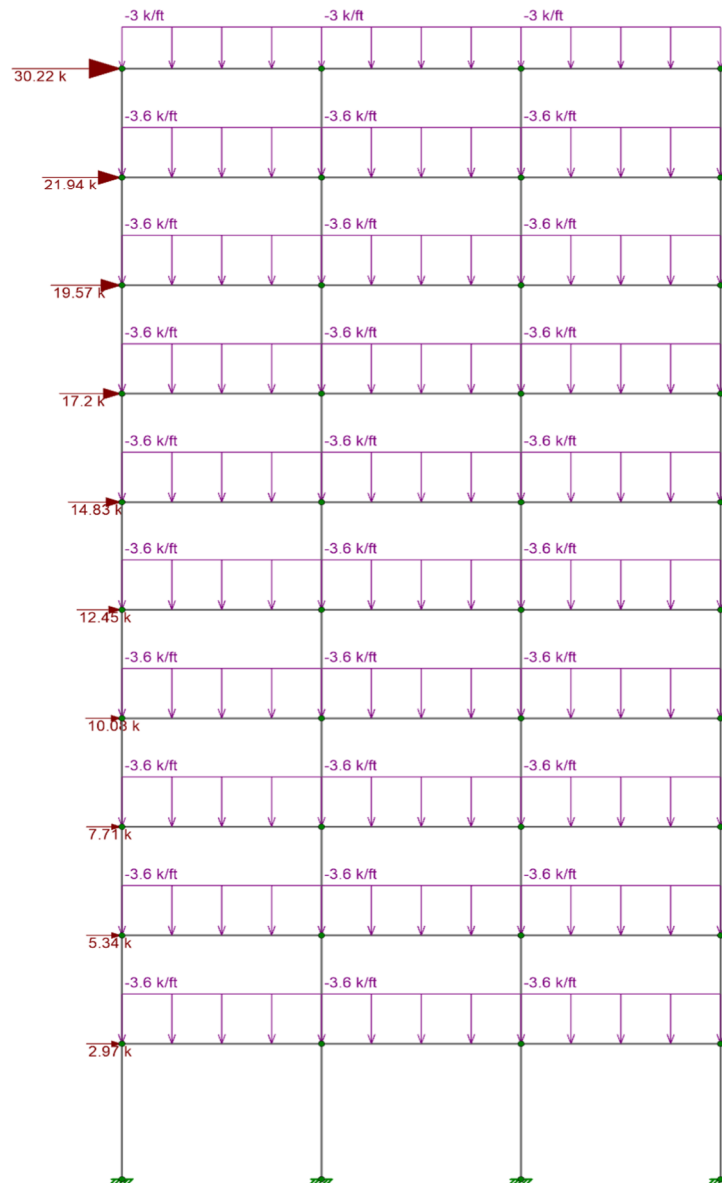 -3 k/ft -3 k/ft -3 k/ft
30.22 k
-3.6 k/ft -3.6 k/ft -3.6 k/ft
21.94 k
-3.6 k/ft -3.6 k/ft -3.6 k/ft
19.57 k
-3.6 k/ft -3.6 k/ft -3.6 k/ft
17.2 k
-3.6 k/ft -3.6 k/ft -3.6 k/ft
14.83 k
-3.6 k/ft -3.6 k/ft -3.6 k/ft
12.45 k
-3.6 k/ft -3.6 k/ft -3.6 k/ft
10.08 k
-3.6 k/ft -3.6 k/ft -3.6 k/ft
7.71 k
-3.6 k/ft -3.6 k/ft -3.6 k/ft
5.34 k
-3.6 k/ft -3.6 k/ft -3.6 k/ft
2.97 k